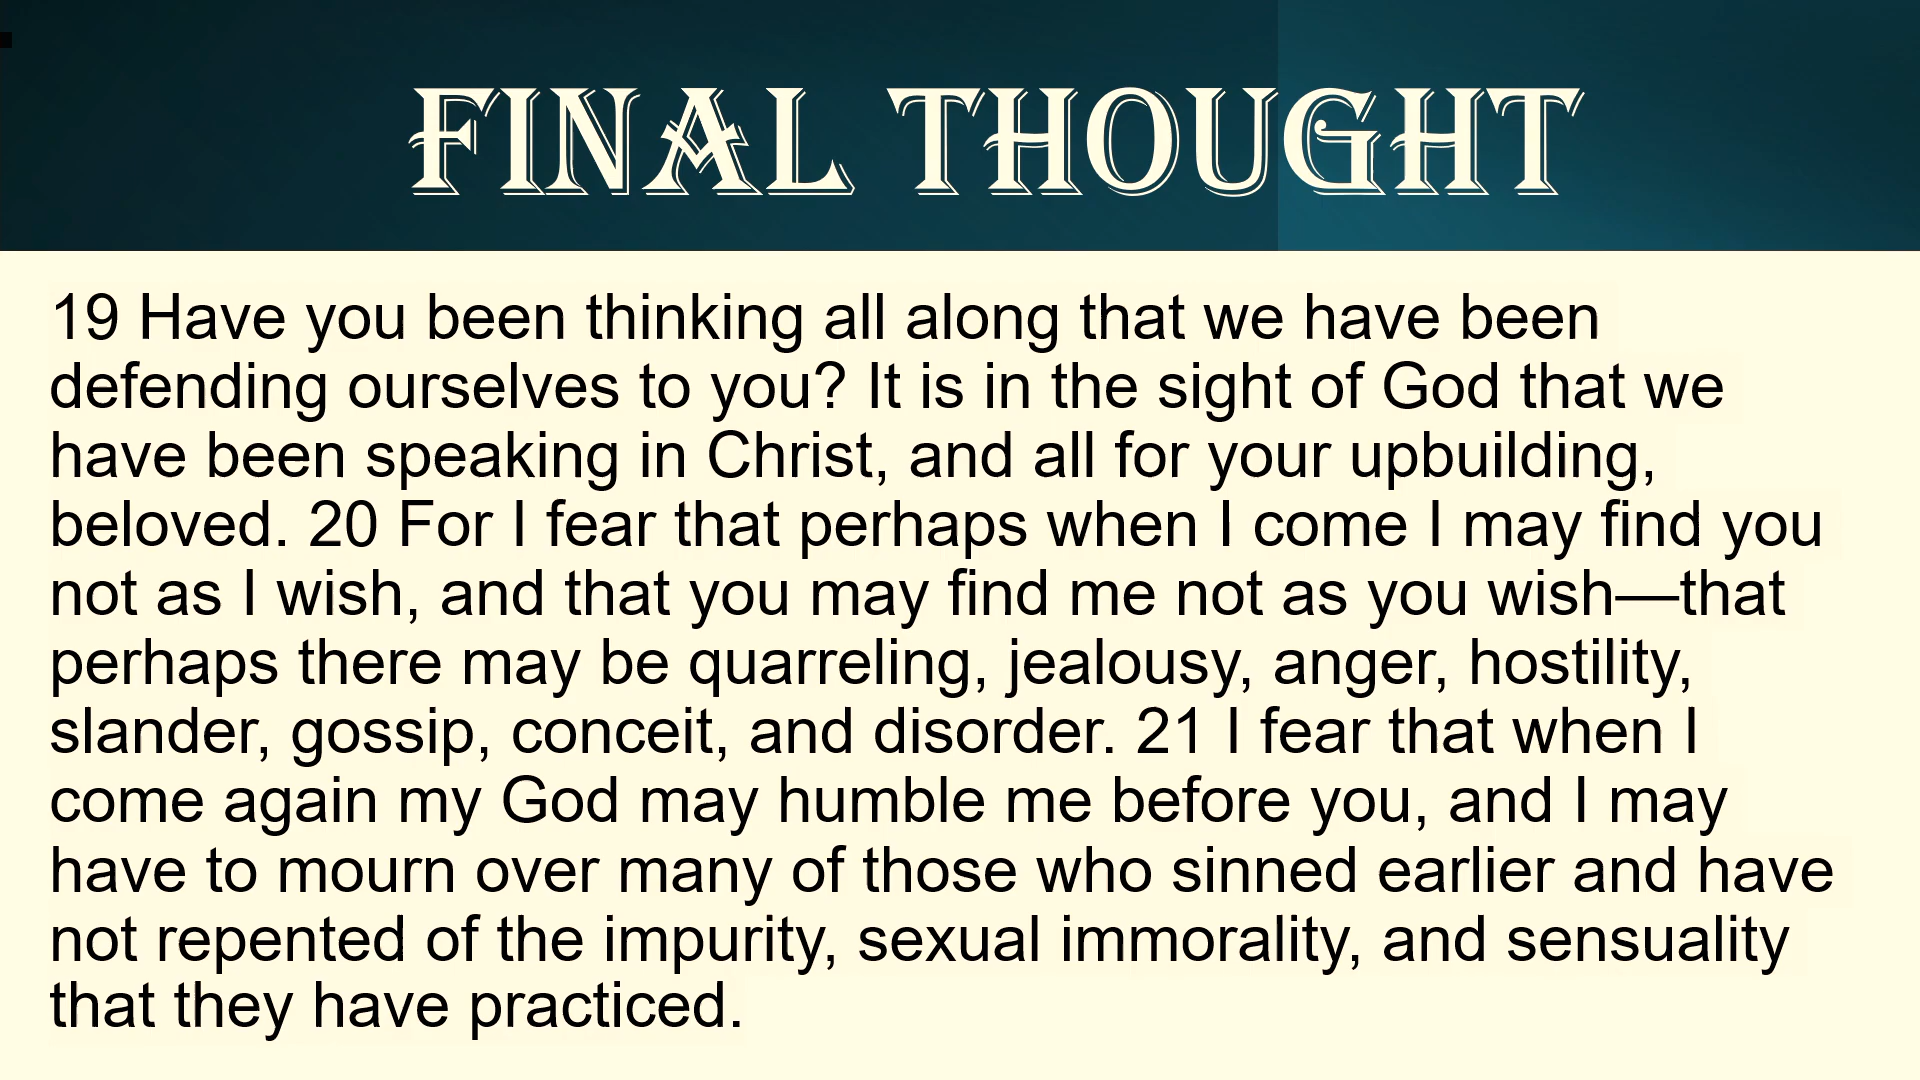 FINAL THOUGHT
19 Have you been thinking all along that we have been
defending ourselves to you? It is in the sight of God that we
have been speaking in Christ, and all for your upbuilding,
beloved. 20 For I fear that perhaps when I come I may find you
not as I wish, and that you may find me not as you wish—that
perhaps there may be quarreling, jealousy, anger, hostility,
slander, gossip, conceit, and disorder. 21 I fear that when I
come again my God may humble me before you, and I may
have to mourn over many of those who sinned earlier and have
not repented of the impurity, sexual immorality, and sensuality
that they have practiced.